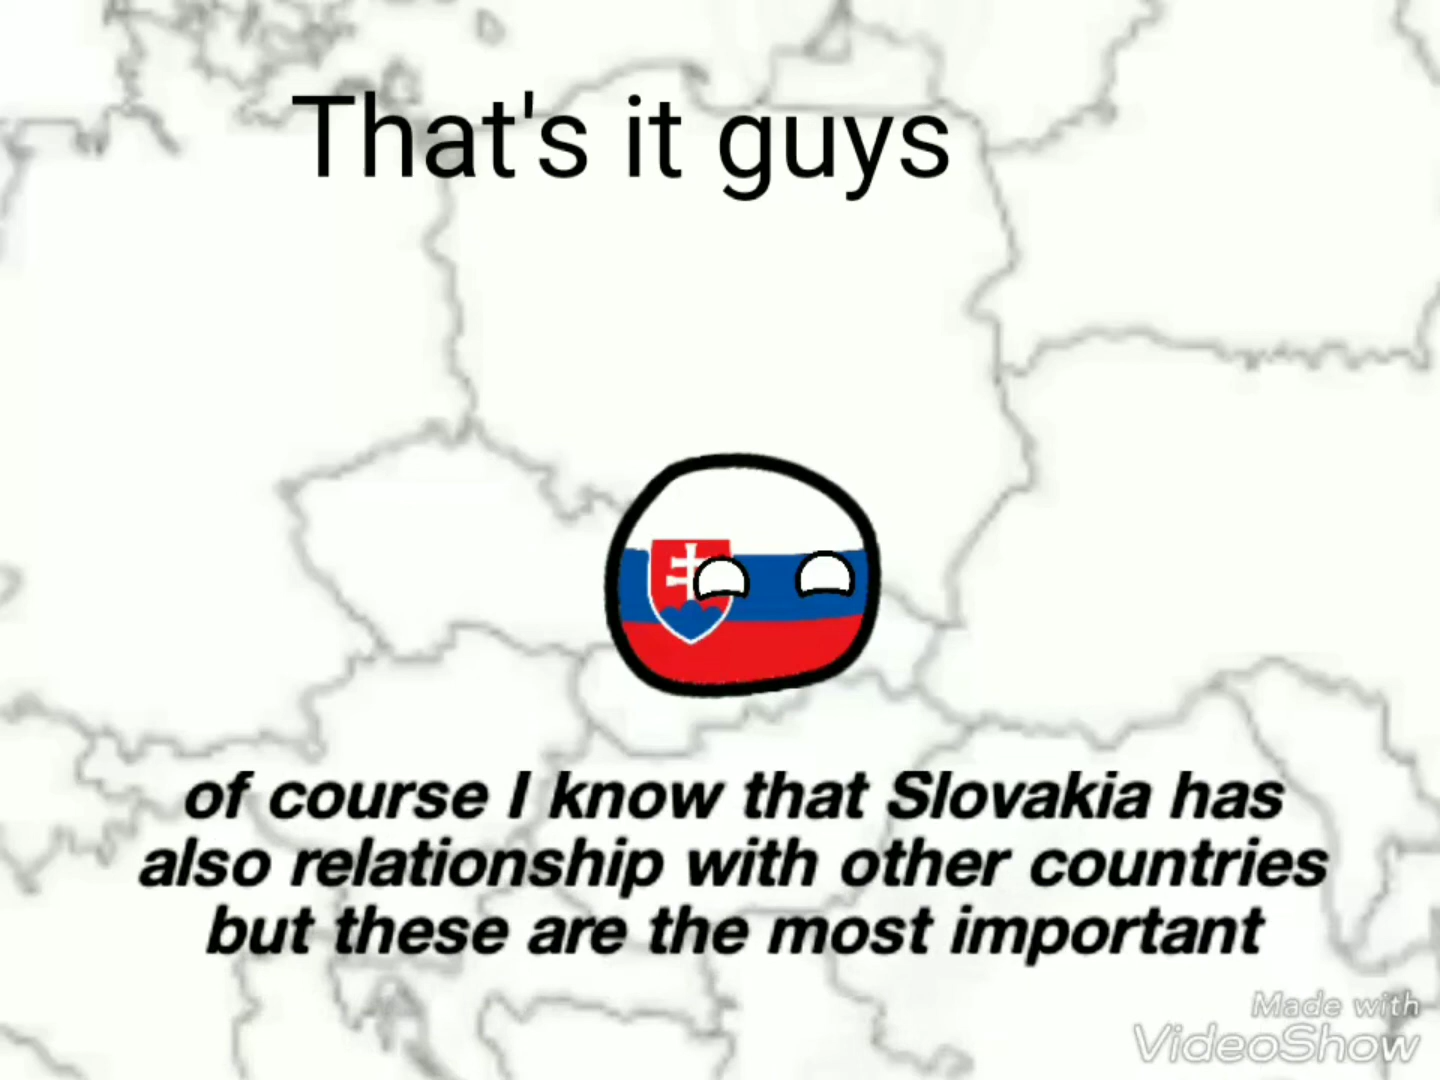 That's it guys
of course I know that Slovakia has
also relationship with other countries
but these are the most important
Made with
VideoShow